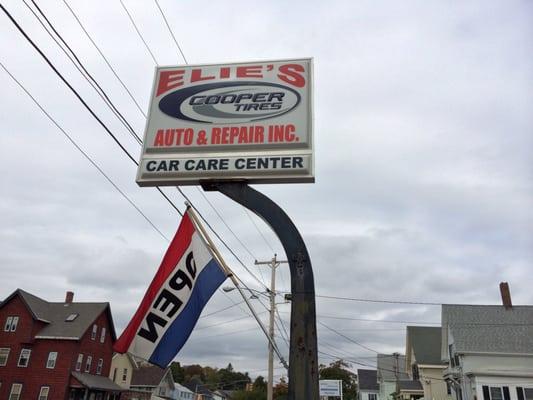 ELIE'S
COOPER
TIRES
AUTO & REPAIR INC.
CAR CARE CENTER
OPEN